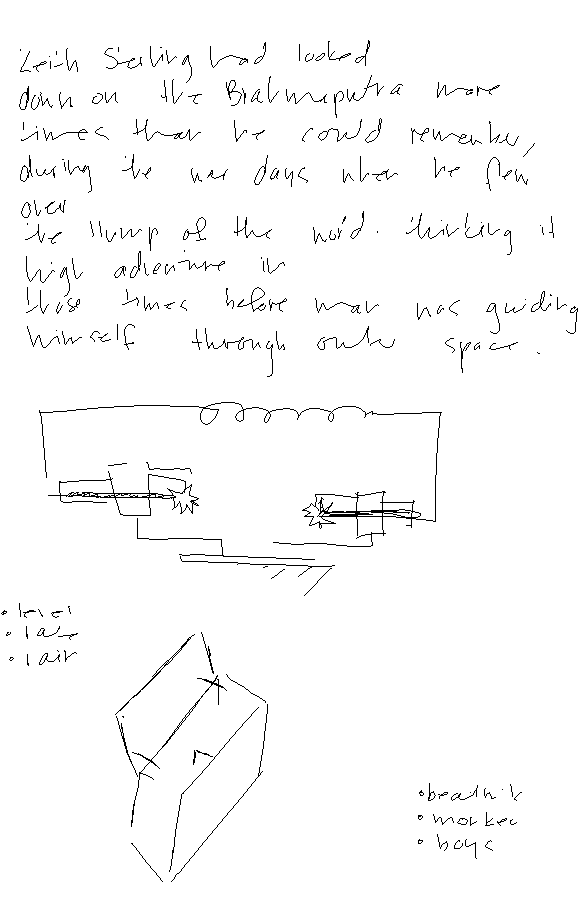 Keith Sterling had looked
down on the Brahmaputra more
times than he could remember,
during the war days when he flew
over
the Hump of the world. thinking it
high adventure in
those times before man was guiding
himself through outer space.
• level
• late
• lair
• beatnik
• market
• boys